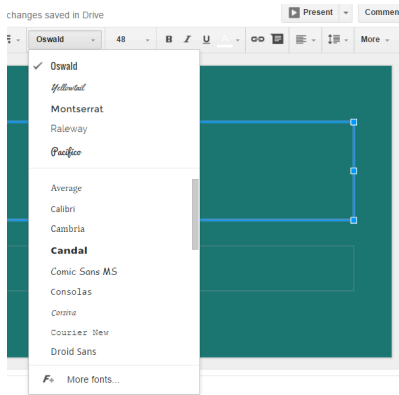 changes saved in Drive
Present
Commen
Oswald 48 B I U A More
Oswald
Yellowtail
Montserrat
Raleway
Pacifico
Average
Calibri
Cambria
Candal
Comic Sans MS
Consolas
Corsiva
Courier New
Droid Sans
More fonts...